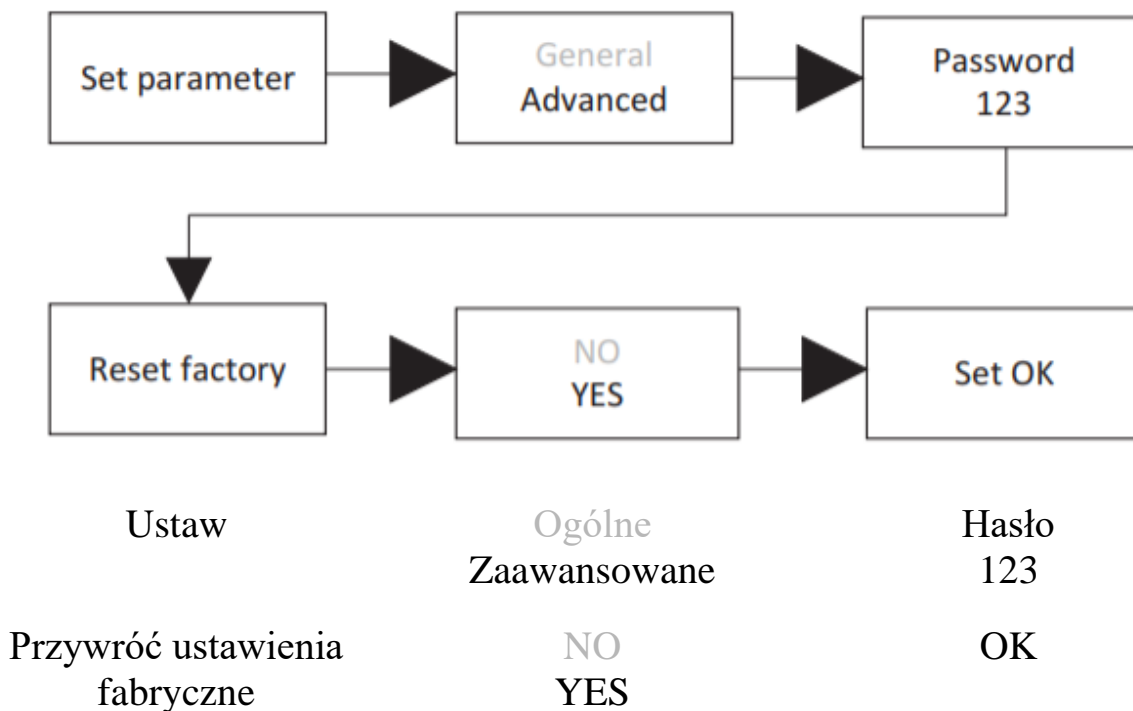 Set parameter
General
Advanced
Password
123
Reset factory
NO
YES
Set OK
Ustaw
Ogólne
Zaawansowane
Hasło
123
Przywróć ustawienia
fabryczne
NO
YES
OK